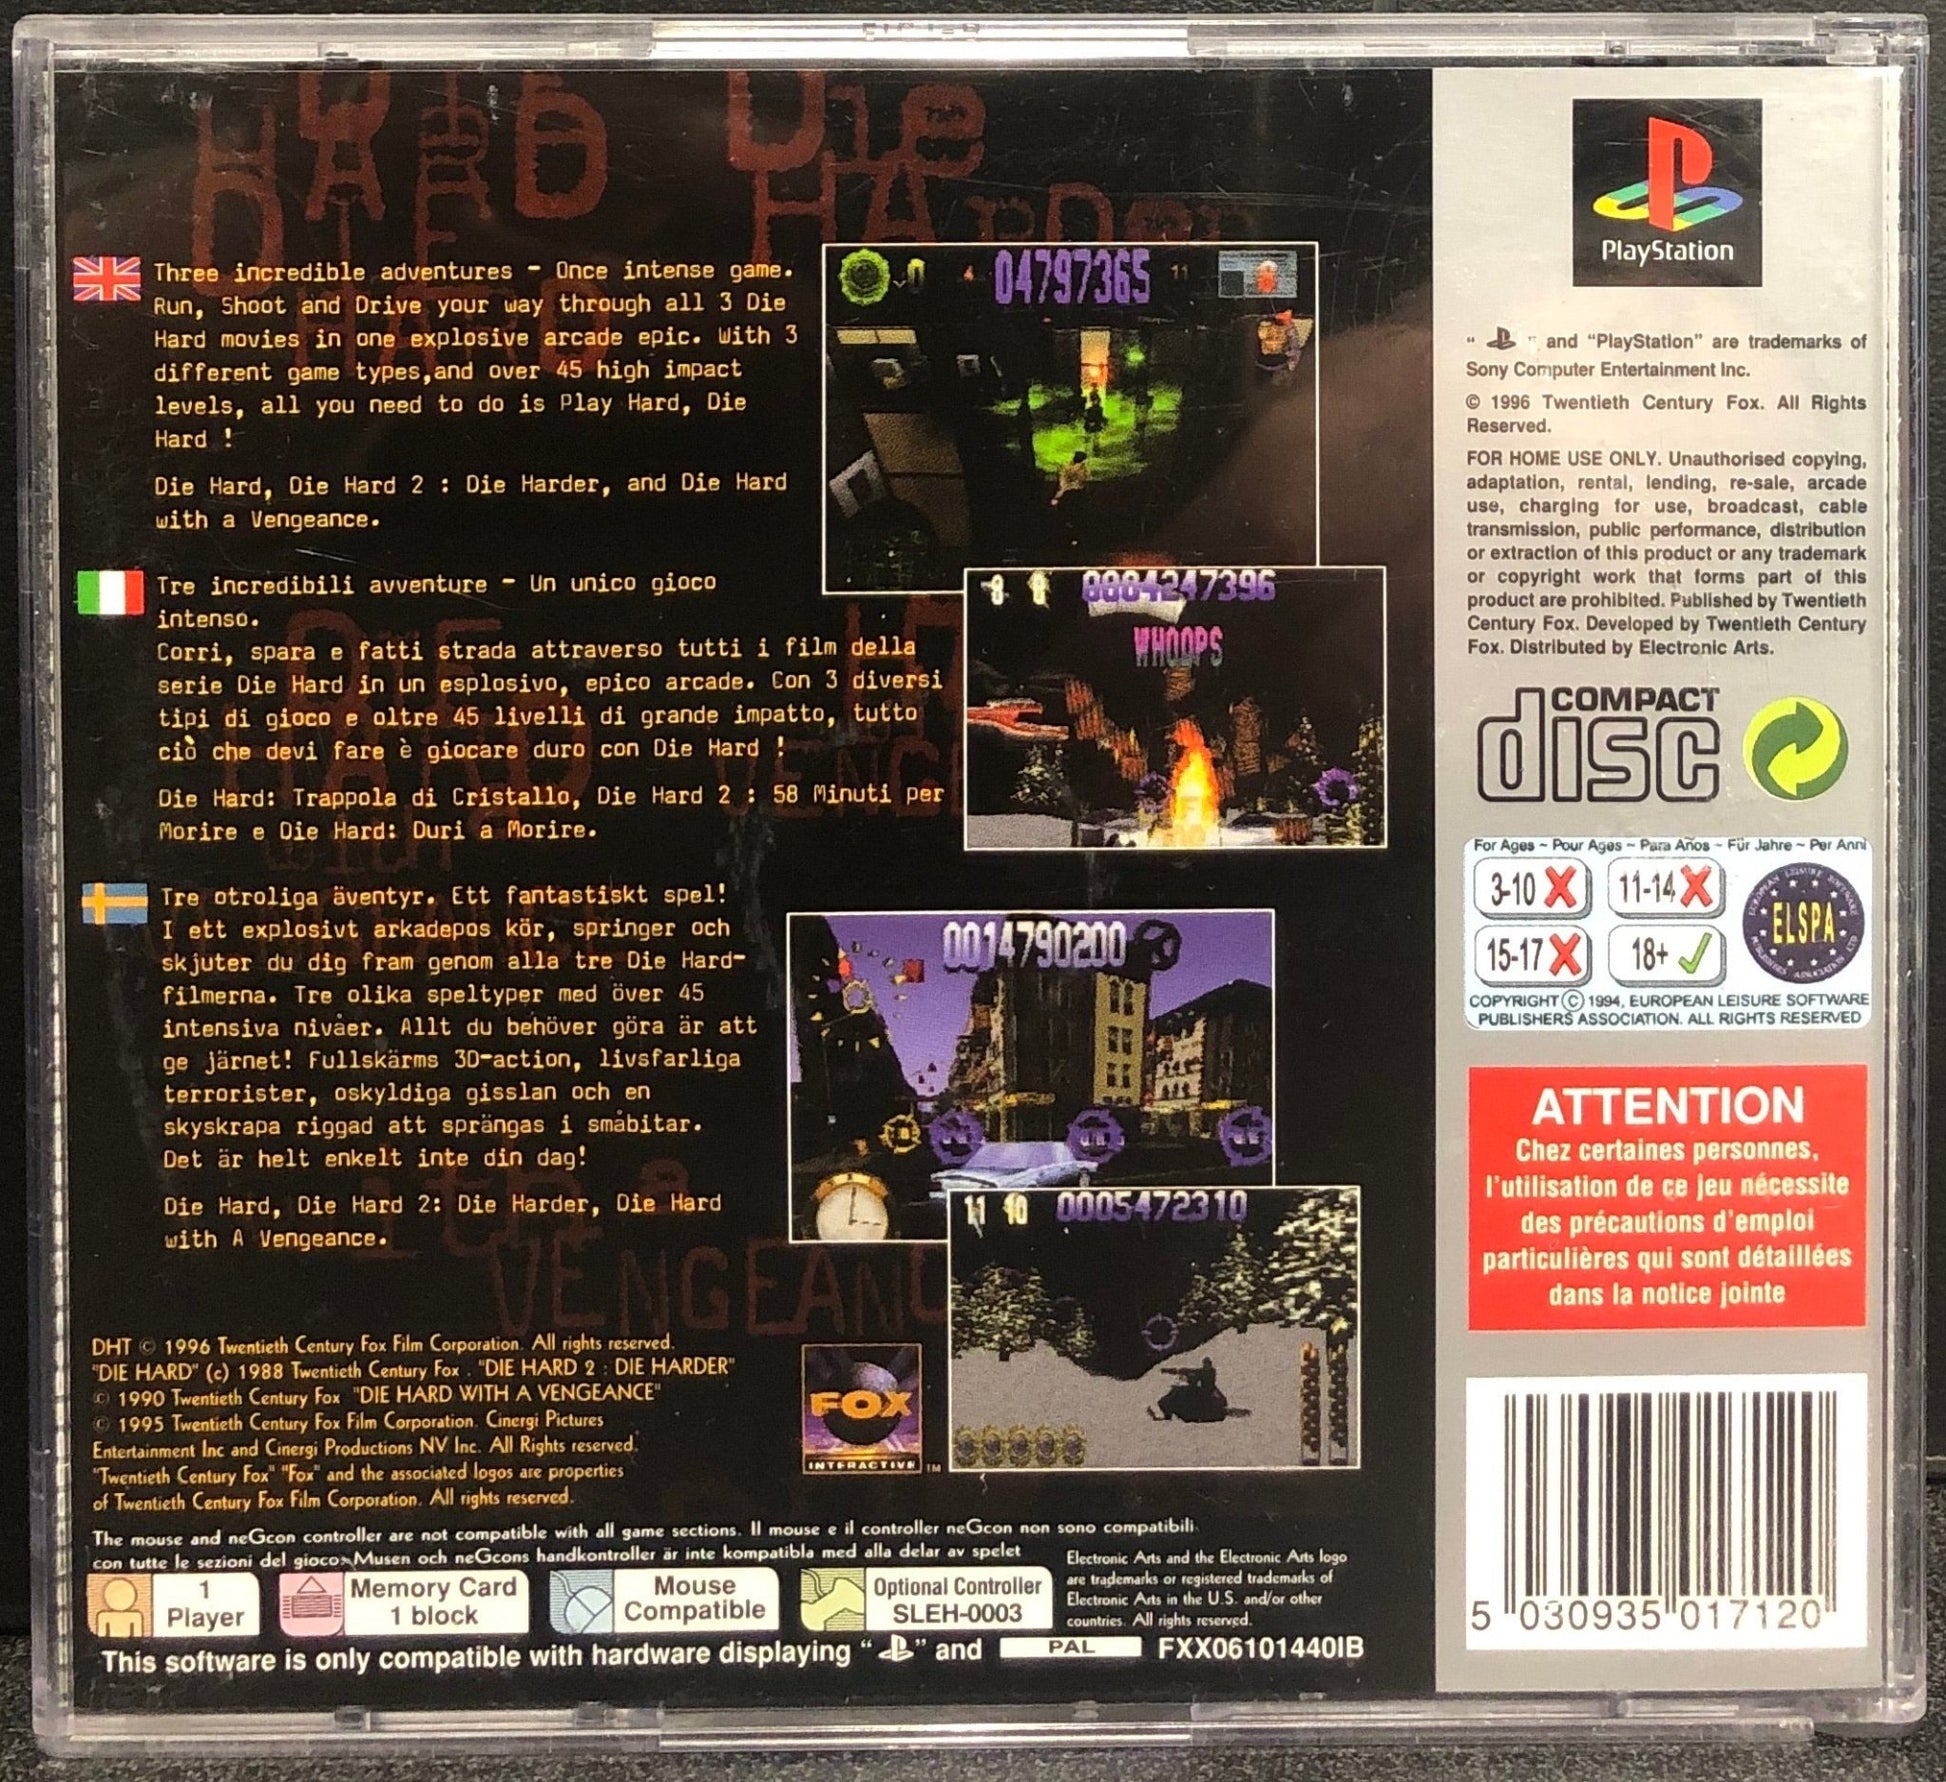 Three incredible adventures - Once intense game.
Run, Shoot and Drive your way through all 3 Die
Hard movies in one explosive arcade epic. With 3
different game types,and over 45 high impact
levels, all you need to do is Play Hard, Die
Hard !
Die Hard, Die Hard 2 : Die Harder, and Die Hard
with a Vengeance.
Tre incredibili avventure - Un unico gioco
intenso.
Corri, spara e fatti strada attraverso tutti i film della
serie Die Hard in un esplosivo, epico arcade. Con 3 diversi
tipi di gioco e oltre 45 livelli di grande impatto, tutto
ciò che devi fare è giocare duro con Die Hard !
Die Hard: Trappola di Cristallo, Die Hard 2 : 58 Minuti per
Morire e Die Hard: Duri a Morire.
Tre otroliga äventyr. Ett fantastiskt spel!
I ett explosivt arkadepos kör, springer och
skjuter du dig fram genom alla tre Die Hard-
filmerna. Tre olika speltyper med över 45
intensiva nivåer. Allt du behöver göra är att
ge järnet! Fullskärms 3D-action, livsfarliga
terrorister, oskyldiga gisslan och en
skyskrapa riggad att sprängas i småbitar.
Det är helt enkelt inte din dag!
Die Hard, Die Hard 2: Die Harder, Die Hard
with A Vengeance.
04797365
0084247396
WHOOPS
0014790200
11 10 0005472310
DHT © 1996 Twentieth Century Fox Film Corporation. All rights reserved.
"DIE HARD" (c) 1988 Twentieth Century Fox . "DIE HARD 2 : DIE HARDER"
© 1990 Twentieth Century Fox "DIE HARD WITH A VENGEANCE"
© 1995 Twentieth Century Fox Film Corporation. Cinergi Pictures
Entertainment Inc and Cinergi Productions NV Inc. All Rights reserved.
"Twentieth Century Fox" "Fox" and the associated logos are properties
of Twentieth Century Fox Film Corporation. All rights reserved.
FOX
INTERACTIVE ™
The mouse and neGcon controller are not compatible with all game sections. Il mouse e il controller neGcon non sono compatibili
con tutte le sezioni del gioco. Musen och neGcons handkontroller är inte kompatibla med alla delar av spelet
1
Player
Memory Card
1 block
Mouse
Compatible
Optional Controller
SLEH-0003
Electronic Arts and the Electronic Arts logo
are trademarks or registered trademarks of
Electronic Arts in the U.S. and/or other
countries. All rights reserved.
This software is only compatible with hardware displaying " " and PAL FXX06101440IB
PlayStation
" " and "PlayStation" are trademarks of
Sony Computer Entertainment Inc.
© 1996 Twentieth Century Fox. All Rights
Reserved.
FOR HOME USE ONLY. Unauthorised copying,
adaptation, rental, lending, re-sale, arcade
use, charging for use, broadcast, cable
transmission, public performance, distribution
or extraction of this product or any trademark
or copyright work that forms part of this
product are prohibited. Published by Twentieth
Century Fox. Developed by Twentieth Century
Fox. Distributed by Electronic Arts.
COMPACT
disc
For Ages ~ Pour Ages ~ Para Años ~ Für Jahre ~ Per Anni
3-10 11-14
15-17 18+
ELSPA
COPYRIGHT © 1994, EUROPEAN LEISURE SOFTWARE
PUBLISHERS ASSOCIATION. ALL RIGHTS RESERVED
ATTENTION
Chez certaines personnes,
l'utilisation de ce jeu nécessite
des précautions d'emploi
particulières qui sont détaillées
dans la notice jointe
5 030935 017120